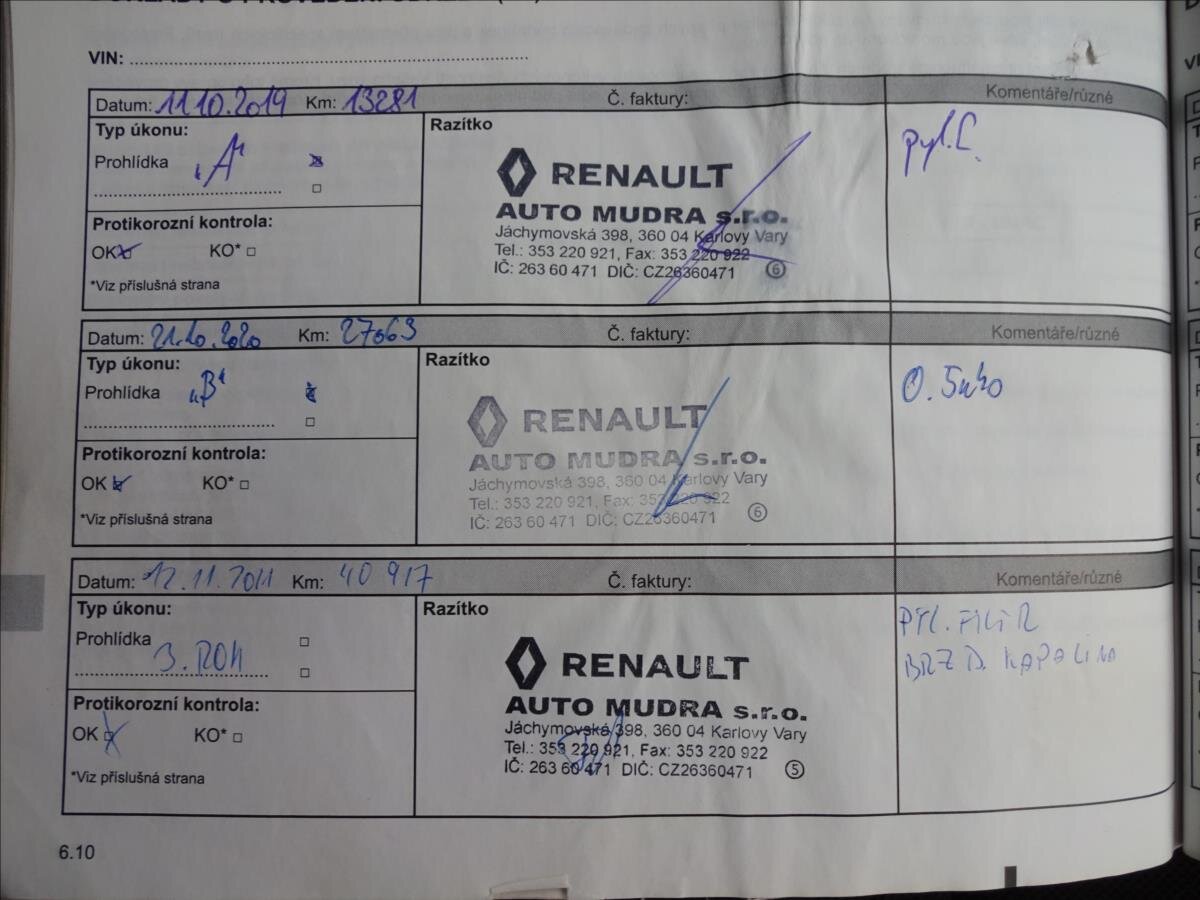 VIN:
Datum: 11.10.2019 Km: 13281 Č. faktury: Komentáře/různé
Typ úkonu: Razítko
Prohlídka "A" pyl.
RENAULT
AUTO MUDRA s.r.o.
Protikorozní kontrola:
Jáchymovská 398, 360 04 Karlovy Vary
OK KO*
Tel.: 353 220 921, Fax: 353 220 922
IČ: 263 60 471 DIČ: CZ26360471 6
*Viz příslušná strana
Datum: 21.10.2020 Km: 27063 Č. faktury: Komentáře/různé
Typ úkonu: Razítko
Prohlídka "B"
RENAULT
AUTO MUDRA s.r.o.
Protikorozní kontrola:
Jáchymovská 398, 360 04 Karlovy Vary
OK KO*
Tel.: 353 220 921, Fax: 353 220 922
IČ: 263 60 471 DIČ: CZ26360471 6
*Viz příslušná strana
Datum: 12.11.2021 Km: 40 917 Č. faktury: Komentáře/různé
Typ úkonu: Razítko
PYL. FILTR
Prohlídka
3. ROK
BRZD. KAPALINA
RENAULT
AUTO MUDRA s.r.o.
Protikorozní kontrola:
Jáchymovská 398, 360 04 Karlovy Vary
OK KO*
Tel.: 353 220 921, Fax: 353 220 922
IČ: 263 60 471 DIČ: CZ26360471 5
*Viz příslušná strana
6.10